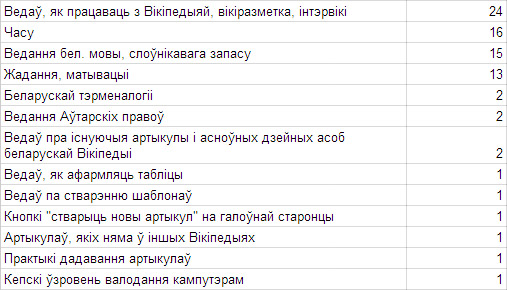 Ведаў, як працаваць з Вікіпедыяй, вікіразметка, інтэрвікі 24
Часу 16
Ведання бел. мовы, слоўнікавага запасу 15
Жадання, матывацыі 13
Беларускай тэрменалогіі 2
Ведання Аўтарскіх правоў 2
Ведаў пра існуючыя артыкулы і асноўных дзейных асоб
беларускай Вікіпедыі 2
Ведаў, як афармляць табліцы 1
Ведаў па стварэнню шаблонаў 1
Кнопкі "стварыць новы артыкул" на галоўнай старонцы 1
Артыкулаў, якіх няма ў іншых Вікіпедыях 1
Практыкі дадавання артыкулаў 1
Кепскі ўзровень валодання кампутэрам 1